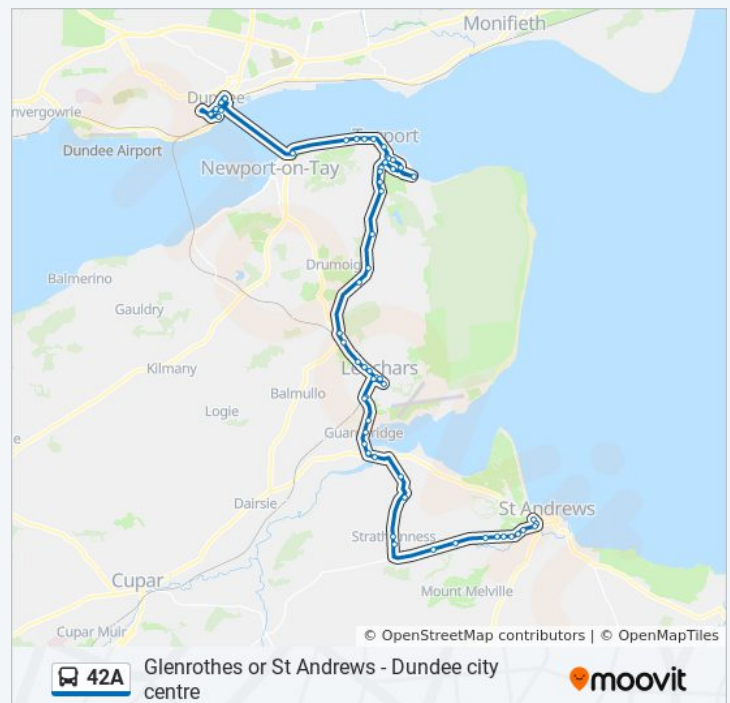 Monifieth
Dundee
nvergowrie
Tayport
Dundee Airport
Newport-on-Tay
Drumoig
Balmerino
Gauldry
Leuchars
Kilmany
Balmullo
Logie
e
Guardbridge
Dairsie
St Andrews
Strathkinness
Cupar
Mount Melville
Cupar Muir
© OpenStreetMap contributors | © OpenMapTiles
42A
Glenrothes or St Andrews - Dundee city
centre
moovit